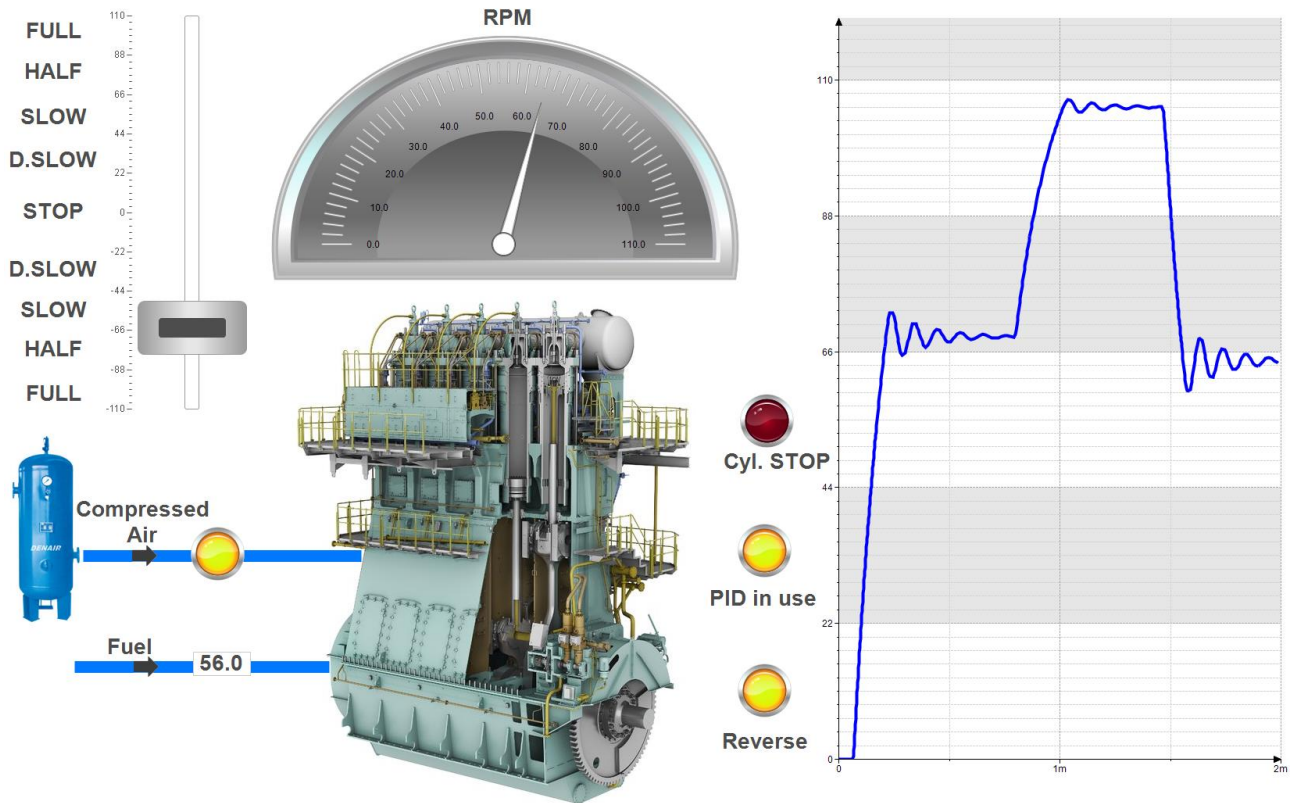 FULL
HALF
SLOW
D.SLOW
STOP
D.SLOW
SLOW
HALF
FULL
110
88
66
44
22
0
-22
-44
-66
-88
-110
RPM
0.0
10.0
20.0
30.0
40.0
50.0
60.0
70.0
80.0
90.0
100.0
110.0
DENAIR
Compressed
Air
Fuel
56.0
Cyl. STOP
PID in use
Reverse
110
88
66
44
22
0
0
1m
2m